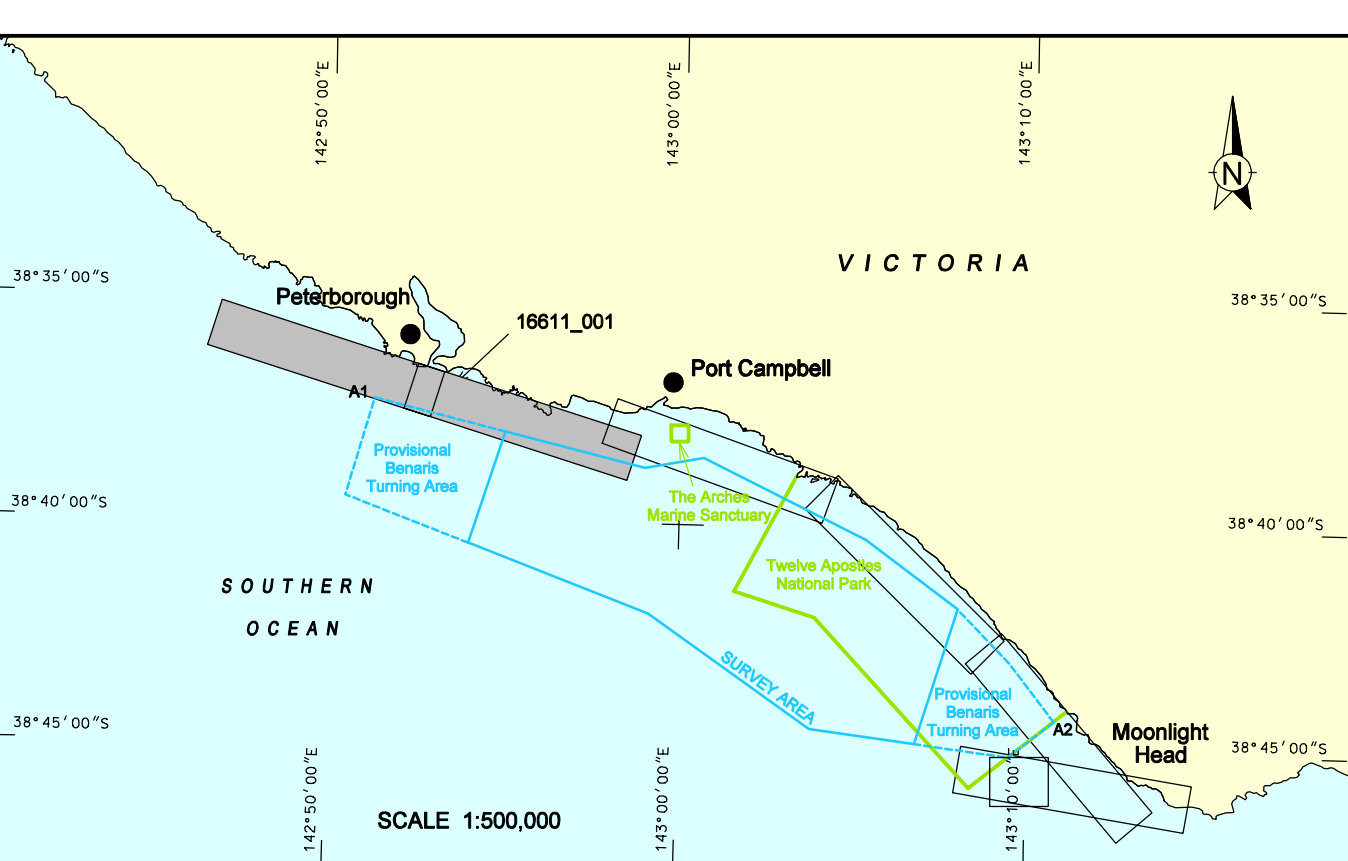 142°50'00"E
143°00'00"E
143°10'00"E
N
VICTORIA
38°35'00"S
38°35'00"S
Peterborough
16611_001
Port Campbell
A1
Provisional
Benaris
Turning Area
The Arches
Marine Sanctuary
38°40'00"S
38°40'00"S
Twelve Apostles
National Park
SOUTHERN
OCEAN
SURVEY AREA
Provisional
Benaris
Turning Area
A2
Moonlight
Head
38°45'00"S
38°45'00"S
142°50'00"E
143°00'00"E
143°10'00"E
SCALE 1:500,000